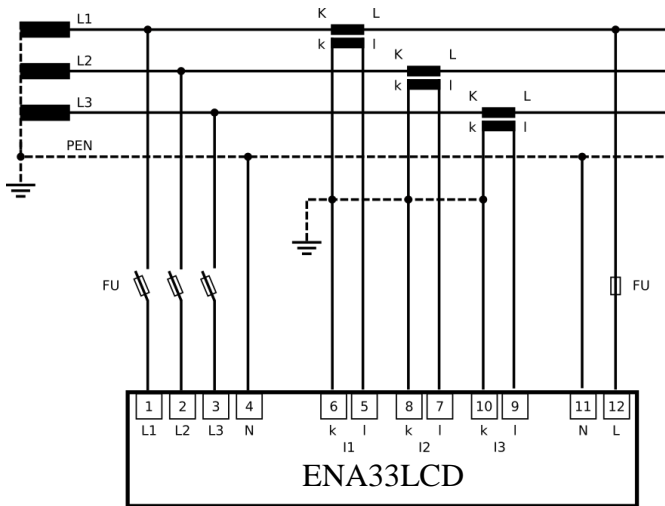 K L
L1
k l
K L
L2
k l
K L
L3
k l
PEN
FU FU
1 2 3 4 6 5 8 7 10 9 11 12
L1 L2 L3 N k l k l k l N L
I1 I2 I3
ENA33LCD